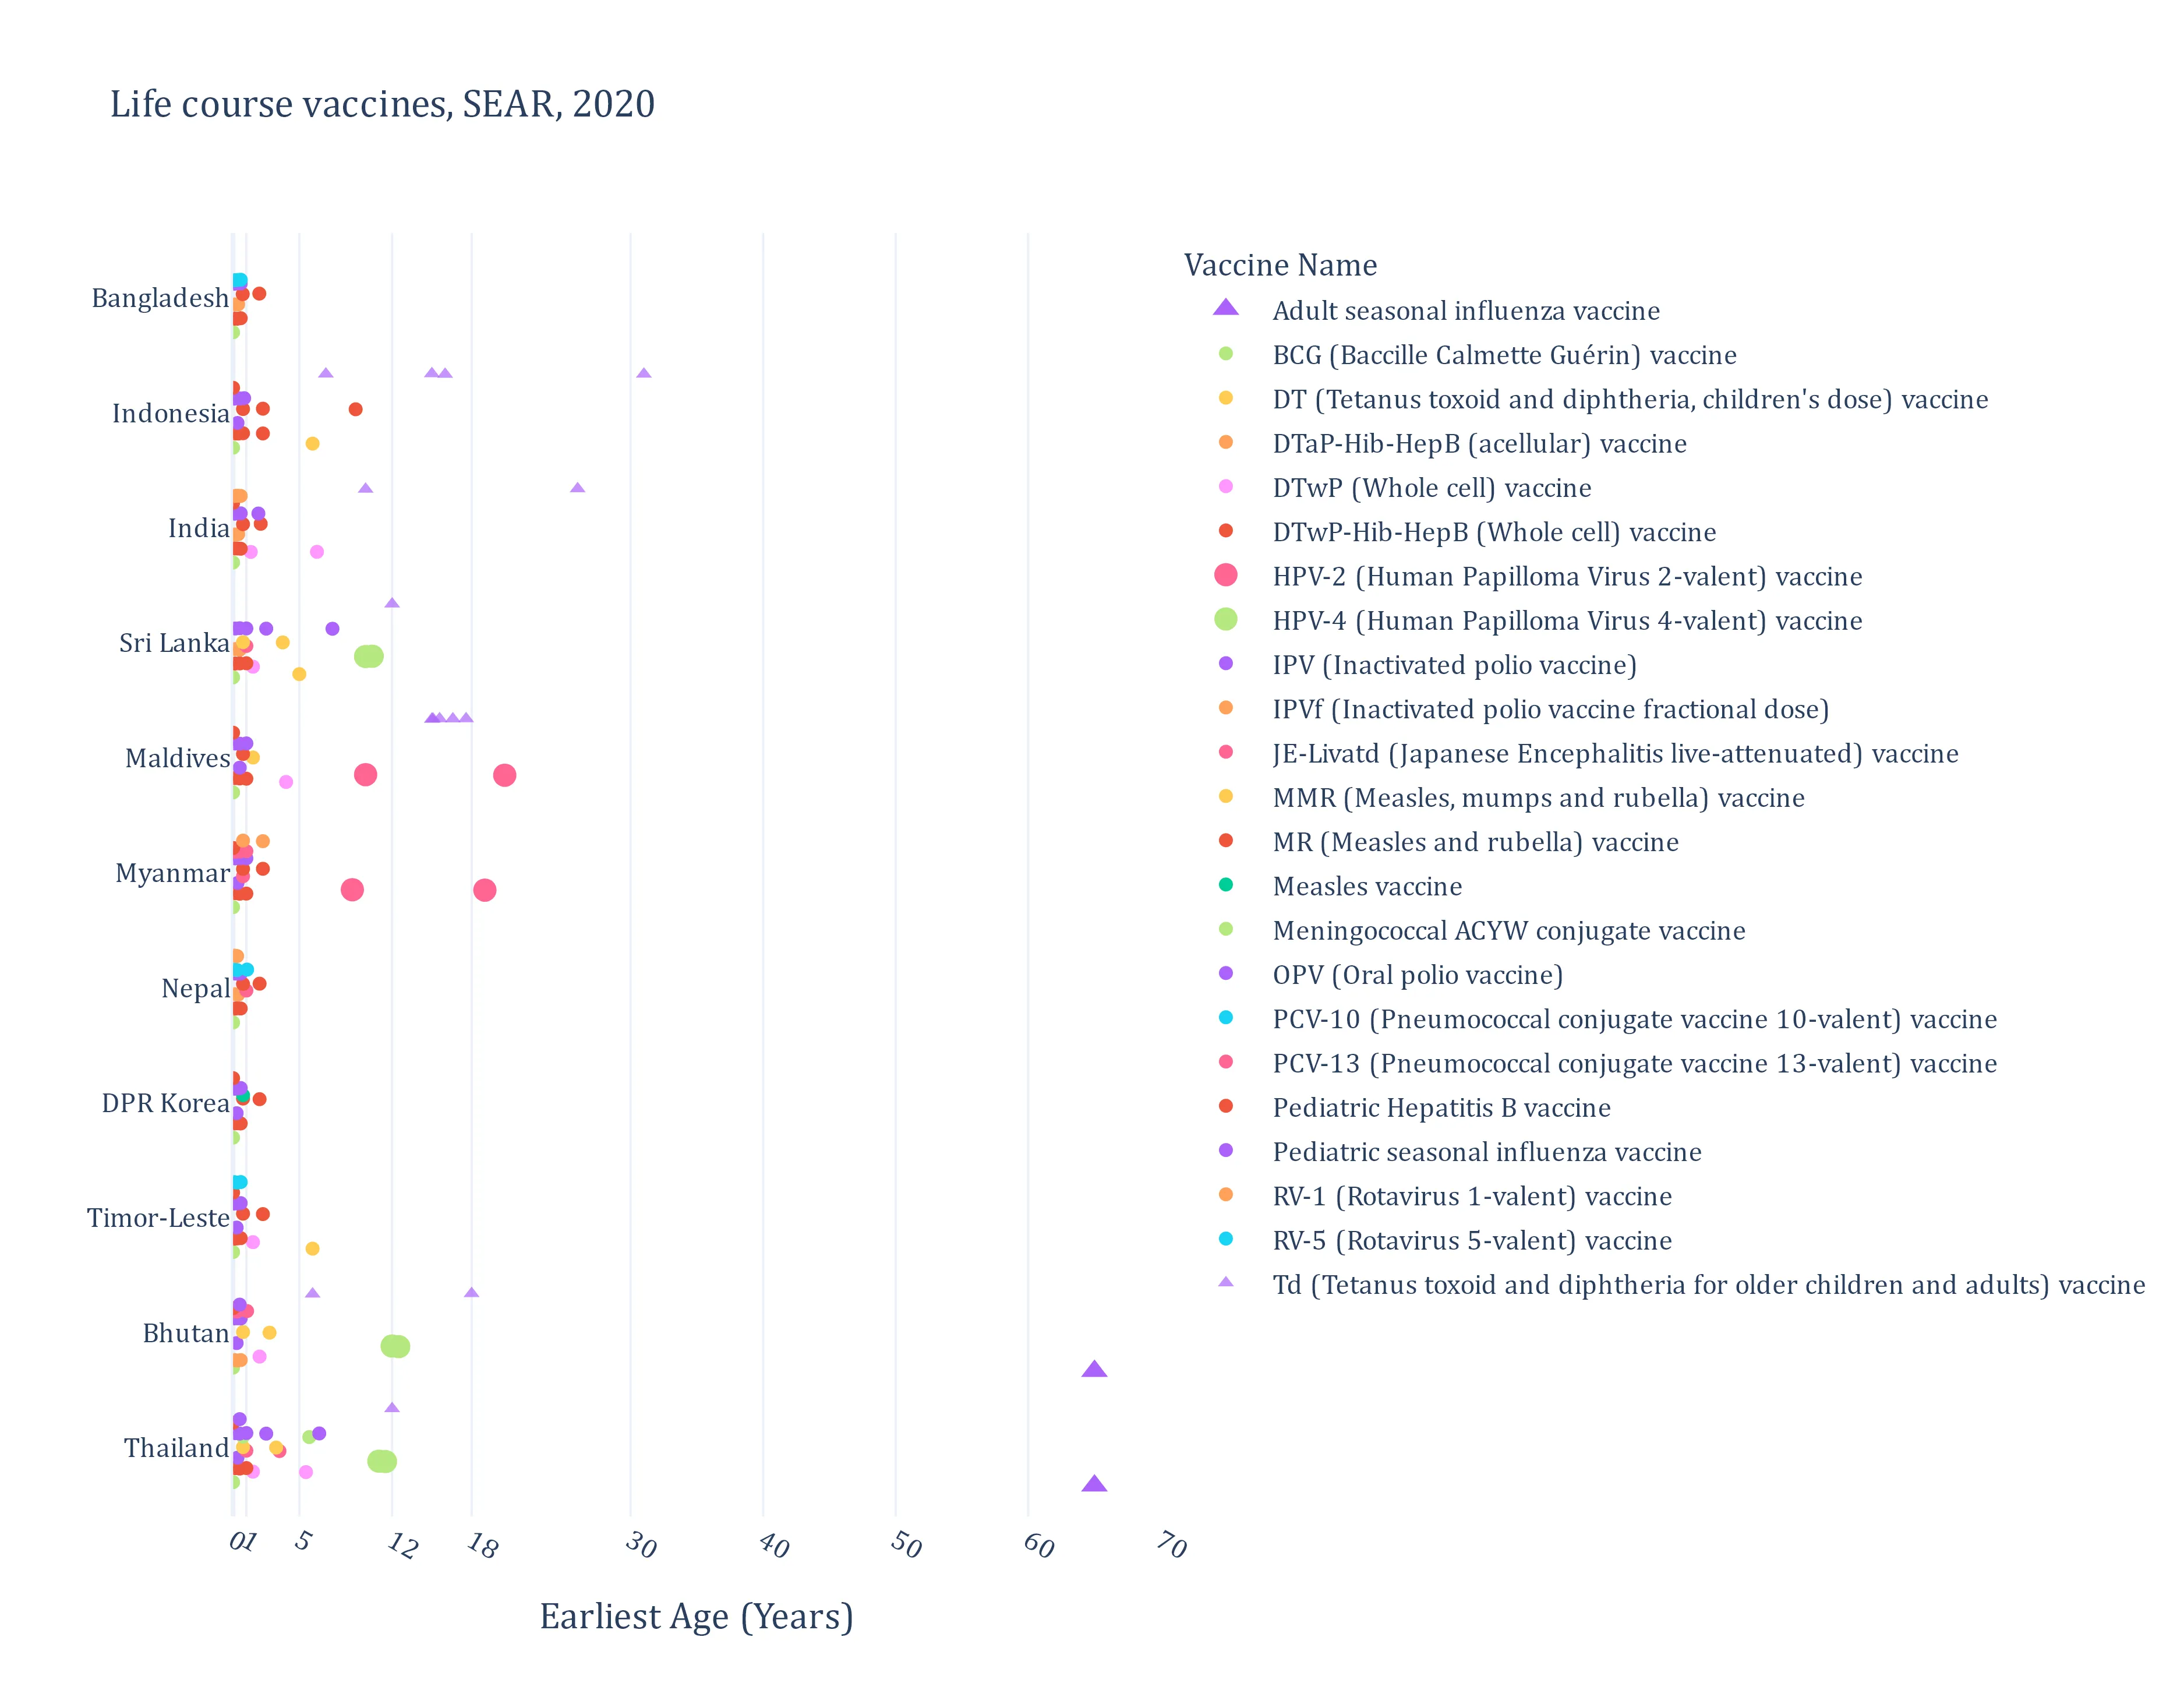 Life course vaccines, SEAR, 2020
Bangladesh
Indonesia
India
Sri Lanka
Maldives
Myanmar
Nepal
DPR Korea
Timor-Leste
Bhutan
Thailand
0
1
5
12
18
30
40
50
60
70
Earliest Age (Years)
Vaccine Name
Adult seasonal influenza vaccine
BCG (Baccille Calmette Guérin) vaccine
DT (Tetanus toxoid and diphtheria, children's dose) vaccine
DTaP-Hib-HepB (acellular) vaccine
DTwP (Whole cell) vaccine
DTwP-Hib-HepB (Whole cell) vaccine
HPV-2 (Human Papilloma Virus 2-valent) vaccine
HPV-4 (Human Papilloma Virus 4-valent) vaccine
IPV (Inactivated polio vaccine)
IPVf (Inactivated polio vaccine fractional dose)
JE-Livatd (Japanese Encephalitis live-attenuated) vaccine
MMR (Measles, mumps and rubella) vaccine
MR (Measles and rubella) vaccine
Measles vaccine
Meningococcal ACYW conjugate vaccine
OPV (Oral polio vaccine)
PCV-10 (Pneumococcal conjugate vaccine 10-valent) vaccine
PCV-13 (Pneumococcal conjugate vaccine 13-valent) vaccine
Pediatric Hepatitis B vaccine
Pediatric seasonal influenza vaccine
RV-1 (Rotavirus 1-valent) vaccine
RV-5 (Rotavirus 5-valent) vaccine
Td (Tetanus toxoid and diphtheria for older children and adults) vaccine